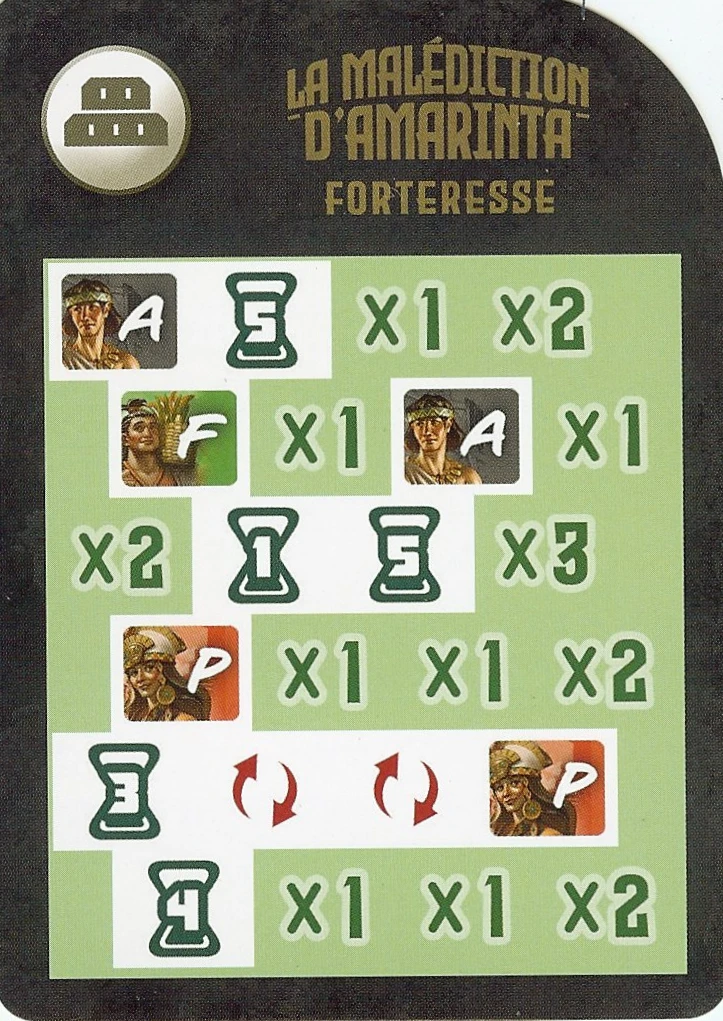 LA MALÉDICTION
D'AMARINTA
FORTERESSE
A 5 X1 X2
F X1 A X1
X2 1 5 X3
P X1 X1 X2
3 P
4 X1 X1 X2